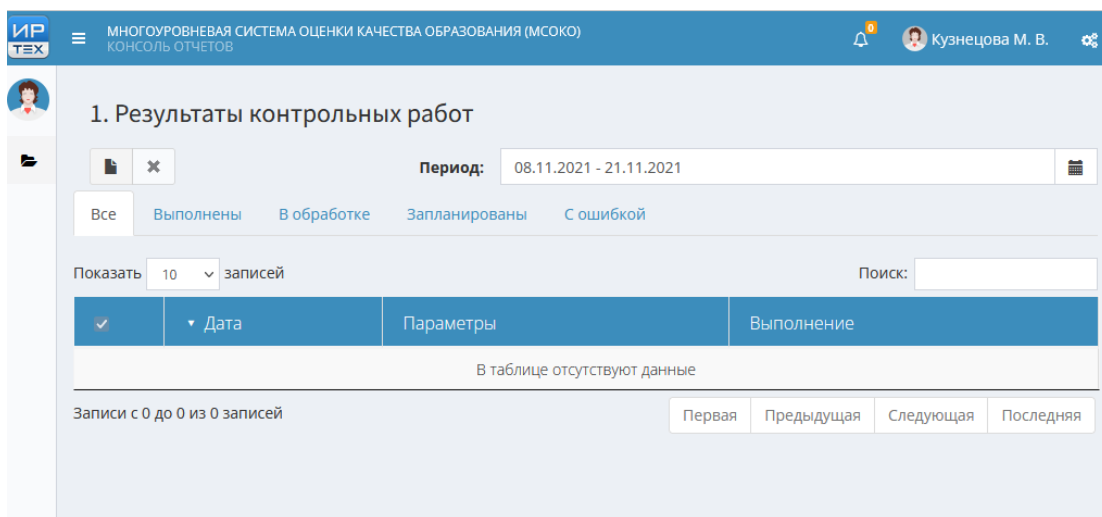 ИР
ТЕХ
МНОГОУРОВНЕВАЯ СИСТЕМА ОЦЕНКИ КАЧЕСТВА ОБРАЗОВАНИЯ (МСОКО)
КОНСОЛЬ ОТЧЕТОВ
0
Кузнецова М. В.
1. Результаты контрольных работ
Период: 08.11.2021 - 21.11.2021
Все Выполнены В обработке Запланированы С ошибкой
Показать 10 записей Поиск:
Дата Параметры Выполнение
В таблице отсутствуют данные
Записи с 0 до 0 из 0 записей Первая Предыдущая Следующая Последняя